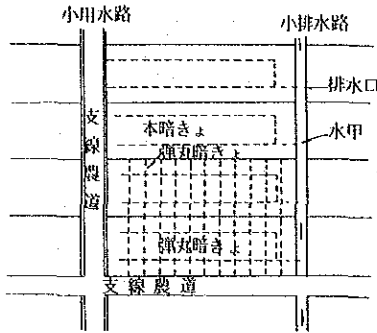 小用水路
小排水路
排水口
本暗きょ
水甲
弾丸暗きょ
支線農道
弾丸暗きょ
支線農道